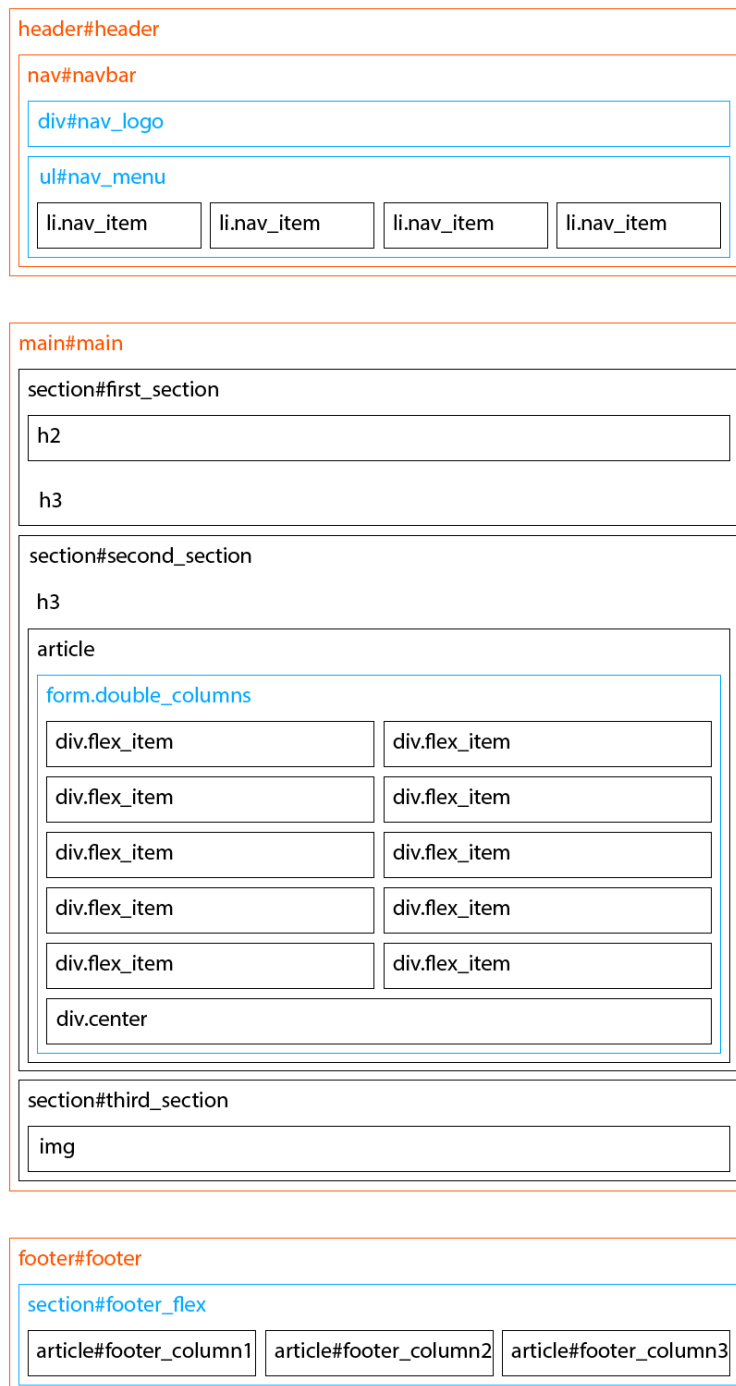 header#header
nav#navbar
div#nav_logo
ul#nav_menu
li.nav_item li.nav_item li.nav_item li.nav_item
main#main
section#first_section
h2
h3
section#second_section
h3
article
form.double_columns
div.flex_item div.flex_item
div.flex_item div.flex_item
div.flex_item div.flex_item
div.flex_item div.flex_item
div.flex_item div.flex_item
div.center
section#third_section
img
footer#footer
section#footer_flex
article#footer_column1 article#footer_column2 article#footer_column3